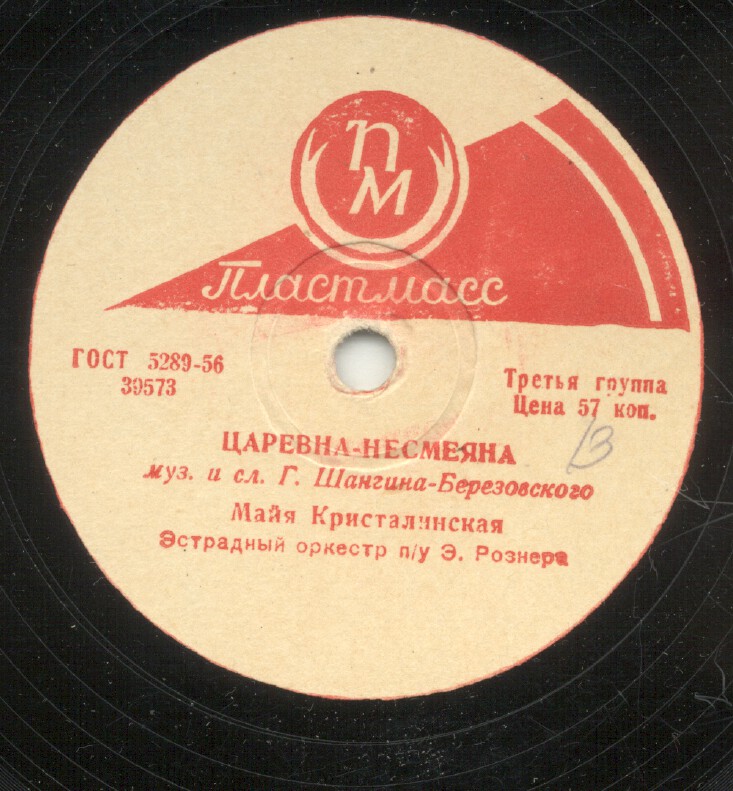 ПМ
Пластмасс
ГОСТ 5289-56
39573
Третья группа
Цена 57 коп.
3
ЦАРЕВНА-НЕСМЕЯНА
муз. и сл. Г. Шангина-Березовского
Майя Кристалинская
Эстрадный оркестр п/у Э. Рознера